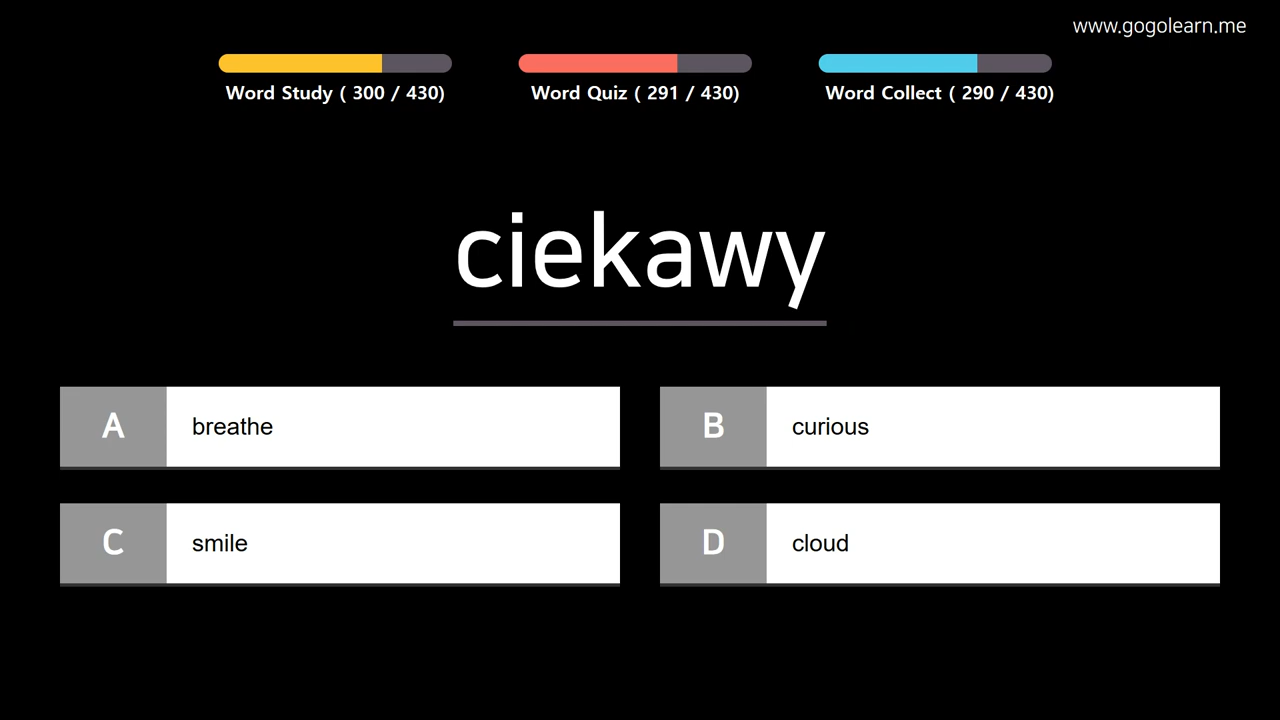 www.gogolearn.me
Word Study ( 300 / 430)
Word Quiz ( 291 / 430)
Word Collect ( 290 / 430)
ciekawy
A breathe
B curious
C smile
D cloud